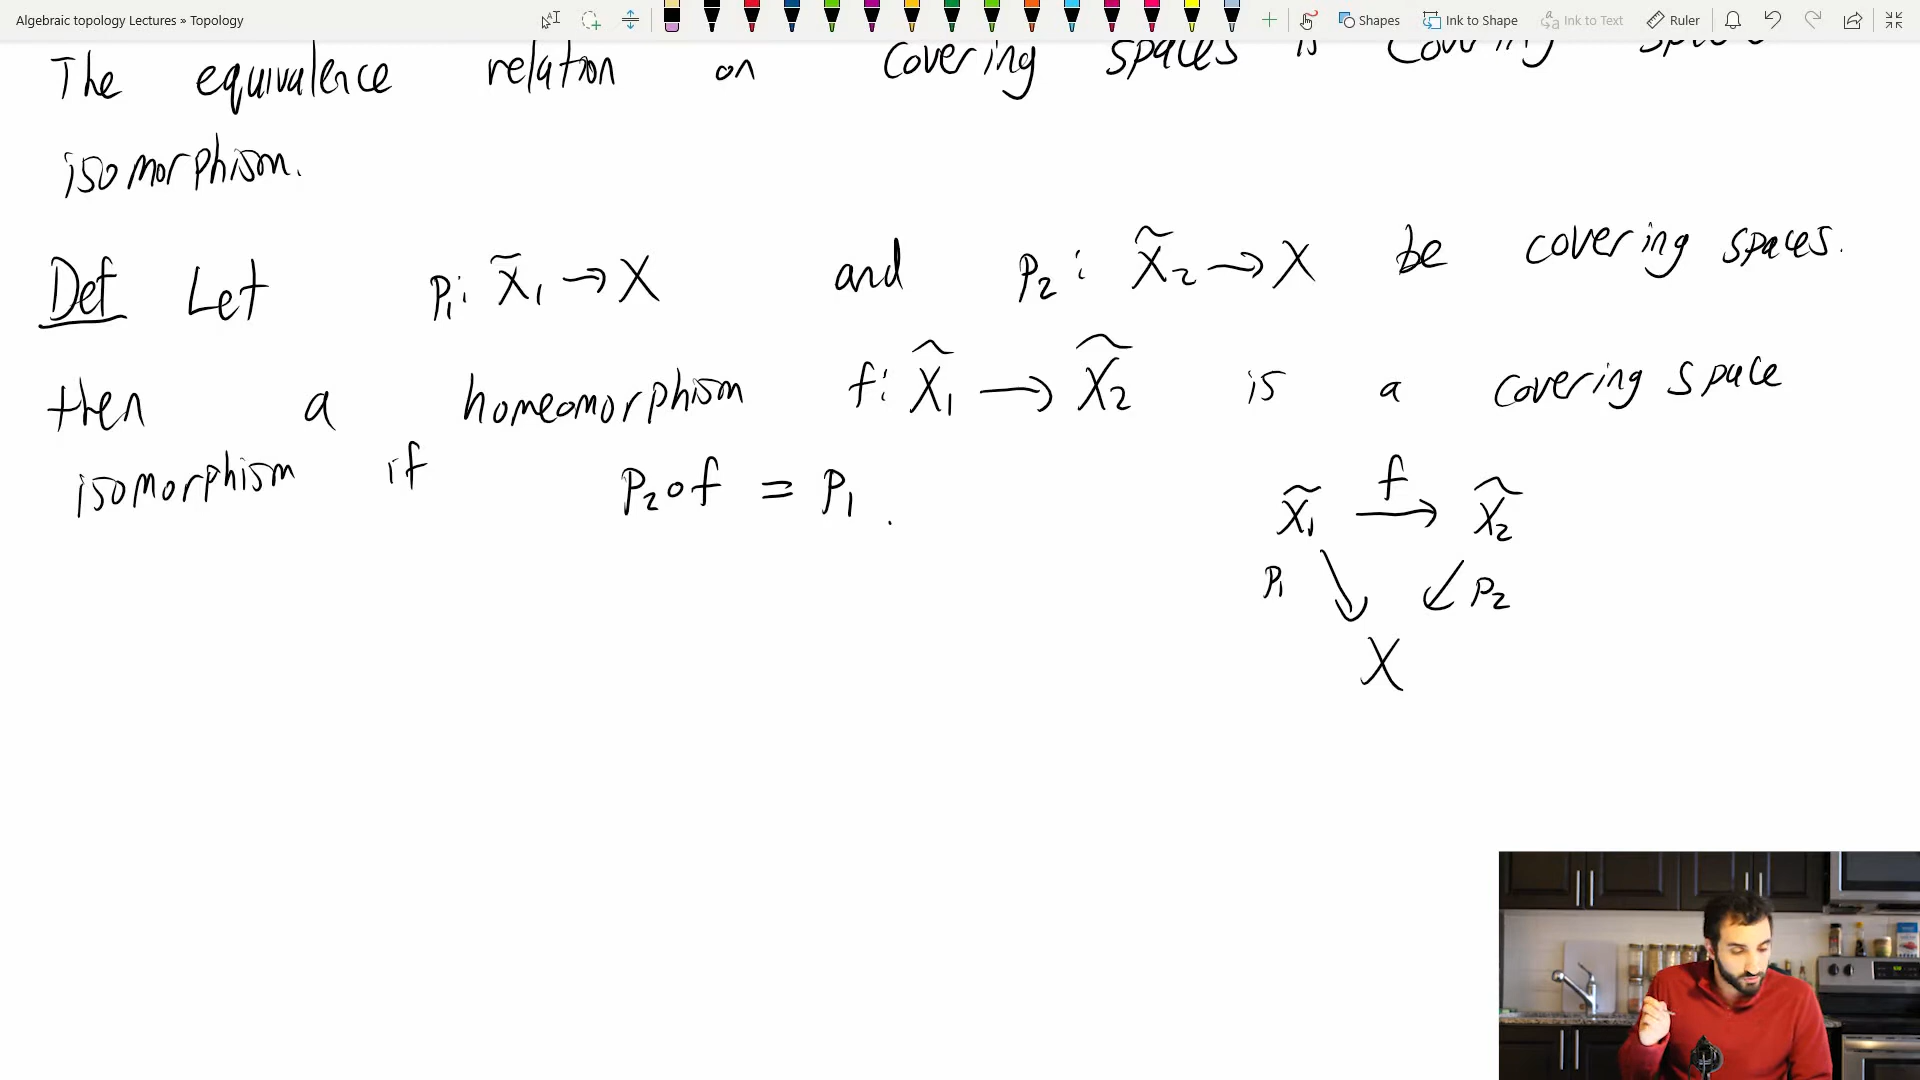 Algebraic topology Lectures » Topology
Shapes Ink to Shape Ink to Text Ruler
The equivalence relation on covering spaces is covering space
isomorphism.
Def Let p₁: X̃₁ → X and p₂: X̃₂ → X be covering spaces.
then a homeomorphism f: X̃₁ → X̃₂ is a covering space
isomorphism if p₂∘f = p₁.
X̃₁ f→ X̃₂
p₁ ↘ ↙ p₂
X